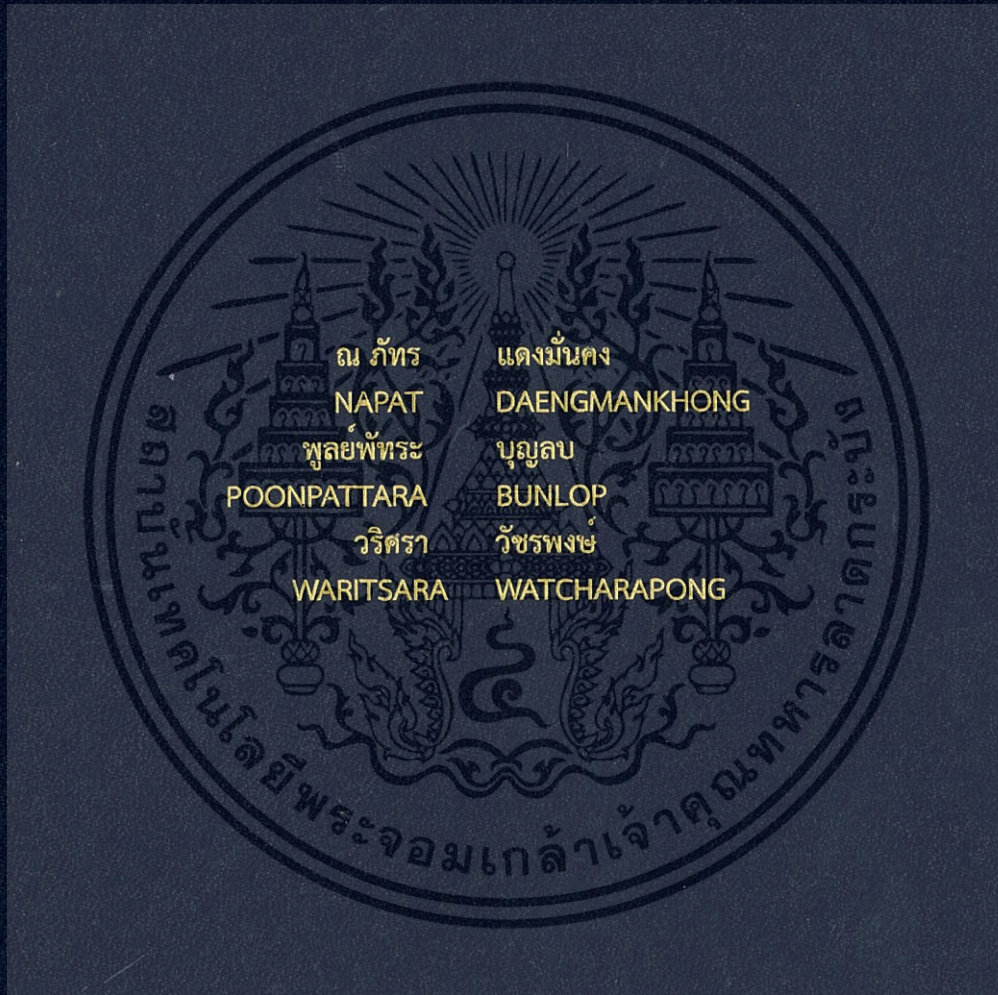 ณ ภัทร แดงมั่นคง
NAPAT DAENGMANKHONG
พูลย์พัทระ บุญลบ
POONPATTARA BUNLOP
วริศรา วัชรพงษ์
WARITSARA WATCHARAPONG
๔
สถาบันเทคโนโลยีพระจอมเกล้าเจ้าคุณทหารลาดกระบัง